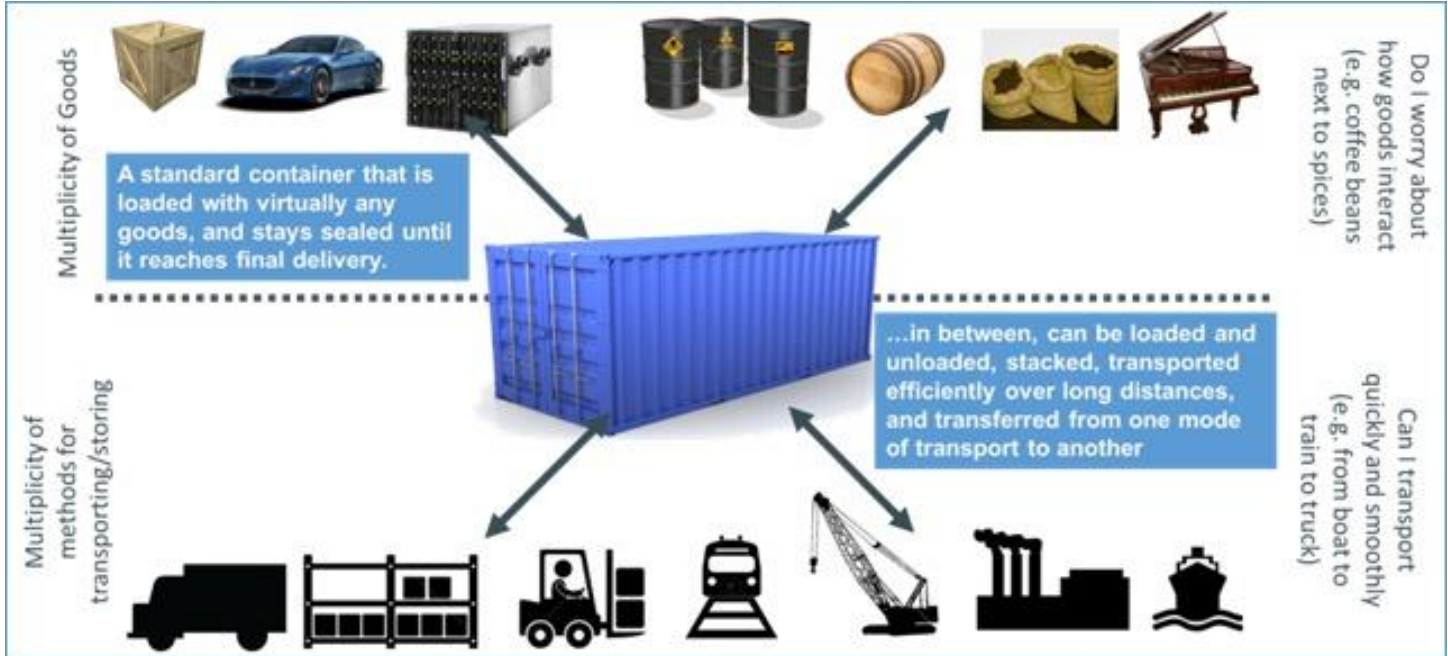 Multiplicity of Goods
Do I worry about
how goods interact
(e.g. coffee beans
next to spices)
A standard container that is
loaded with virtually any
goods, and stays sealed until
it reaches final delivery.
…in between, can be loaded and
unloaded, stacked, transported
efficiently over long distances,
and transferred from one mode
of transport to another
Multiplicity of
methods for
transporting/storing
Can I transport
quickly and smoothly
(e.g. from boat to
train to truck)